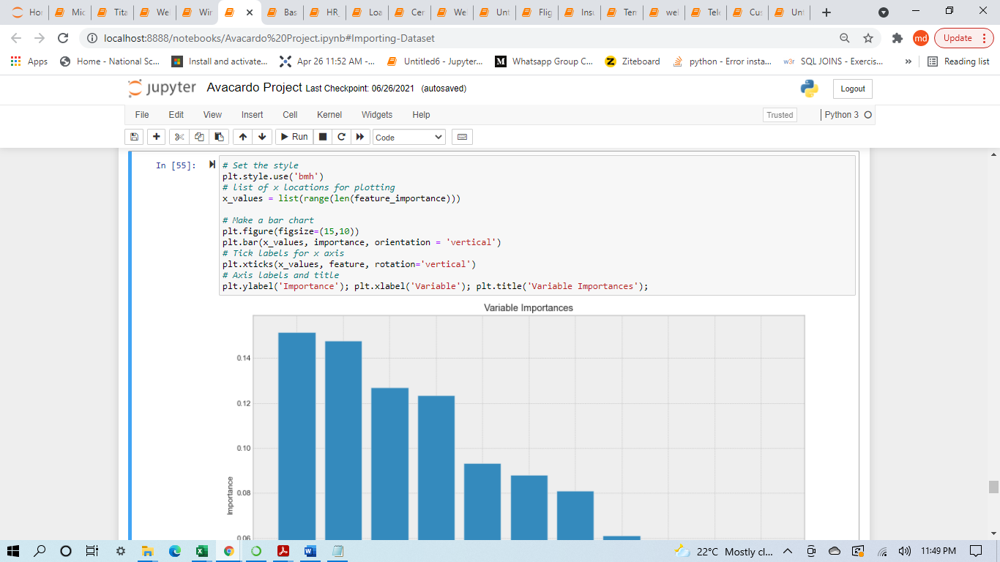 Hor
Mic
Tita
We
Wir
Bas
HR_
Loa
Cer
We
Unt
Flig
Insu
Ter
wel
Tele
Cus
Unt
localhost:8888/notebooks/Avacardo%20Project.ipynb#Importing-Dataset
md
Update
Apps
Home - National Sc...
Install and activate...
Apr 26 11:52 AM -...
Untitled6 - Jupyter...
M Whatsapp Group C...
Z Ziteboard
python - Error insta...
w3r SQL JOINS - Exercis...
»
Reading list
jupyter Avacardo Project Last Checkpoint: 06/26/2021 (autosaved)
Logout
File Edit View Insert Cell Kernel Widgets Help
Trusted
Python 3
Run
Code
In [55]:
# Set the style
plt.style.use('bmh')
# list of x locations for plotting
x_values = list(range(len(feature_importance)))
# Make a bar chart
plt.figure(figsize=(15,10))
plt.bar(x_values, importance, orientation = 'vertical')
# Tick labels for x axis
plt.xticks(x_values, feature, rotation='vertical')
# Axis labels and title
plt.ylabel('Importance'); plt.xlabel('Variable'); plt.title('Variable Importances');
Variable Importances
0.14
0.12
0.10
0.08
0.06
Importance
22°C Mostly cl...
11:49 PM